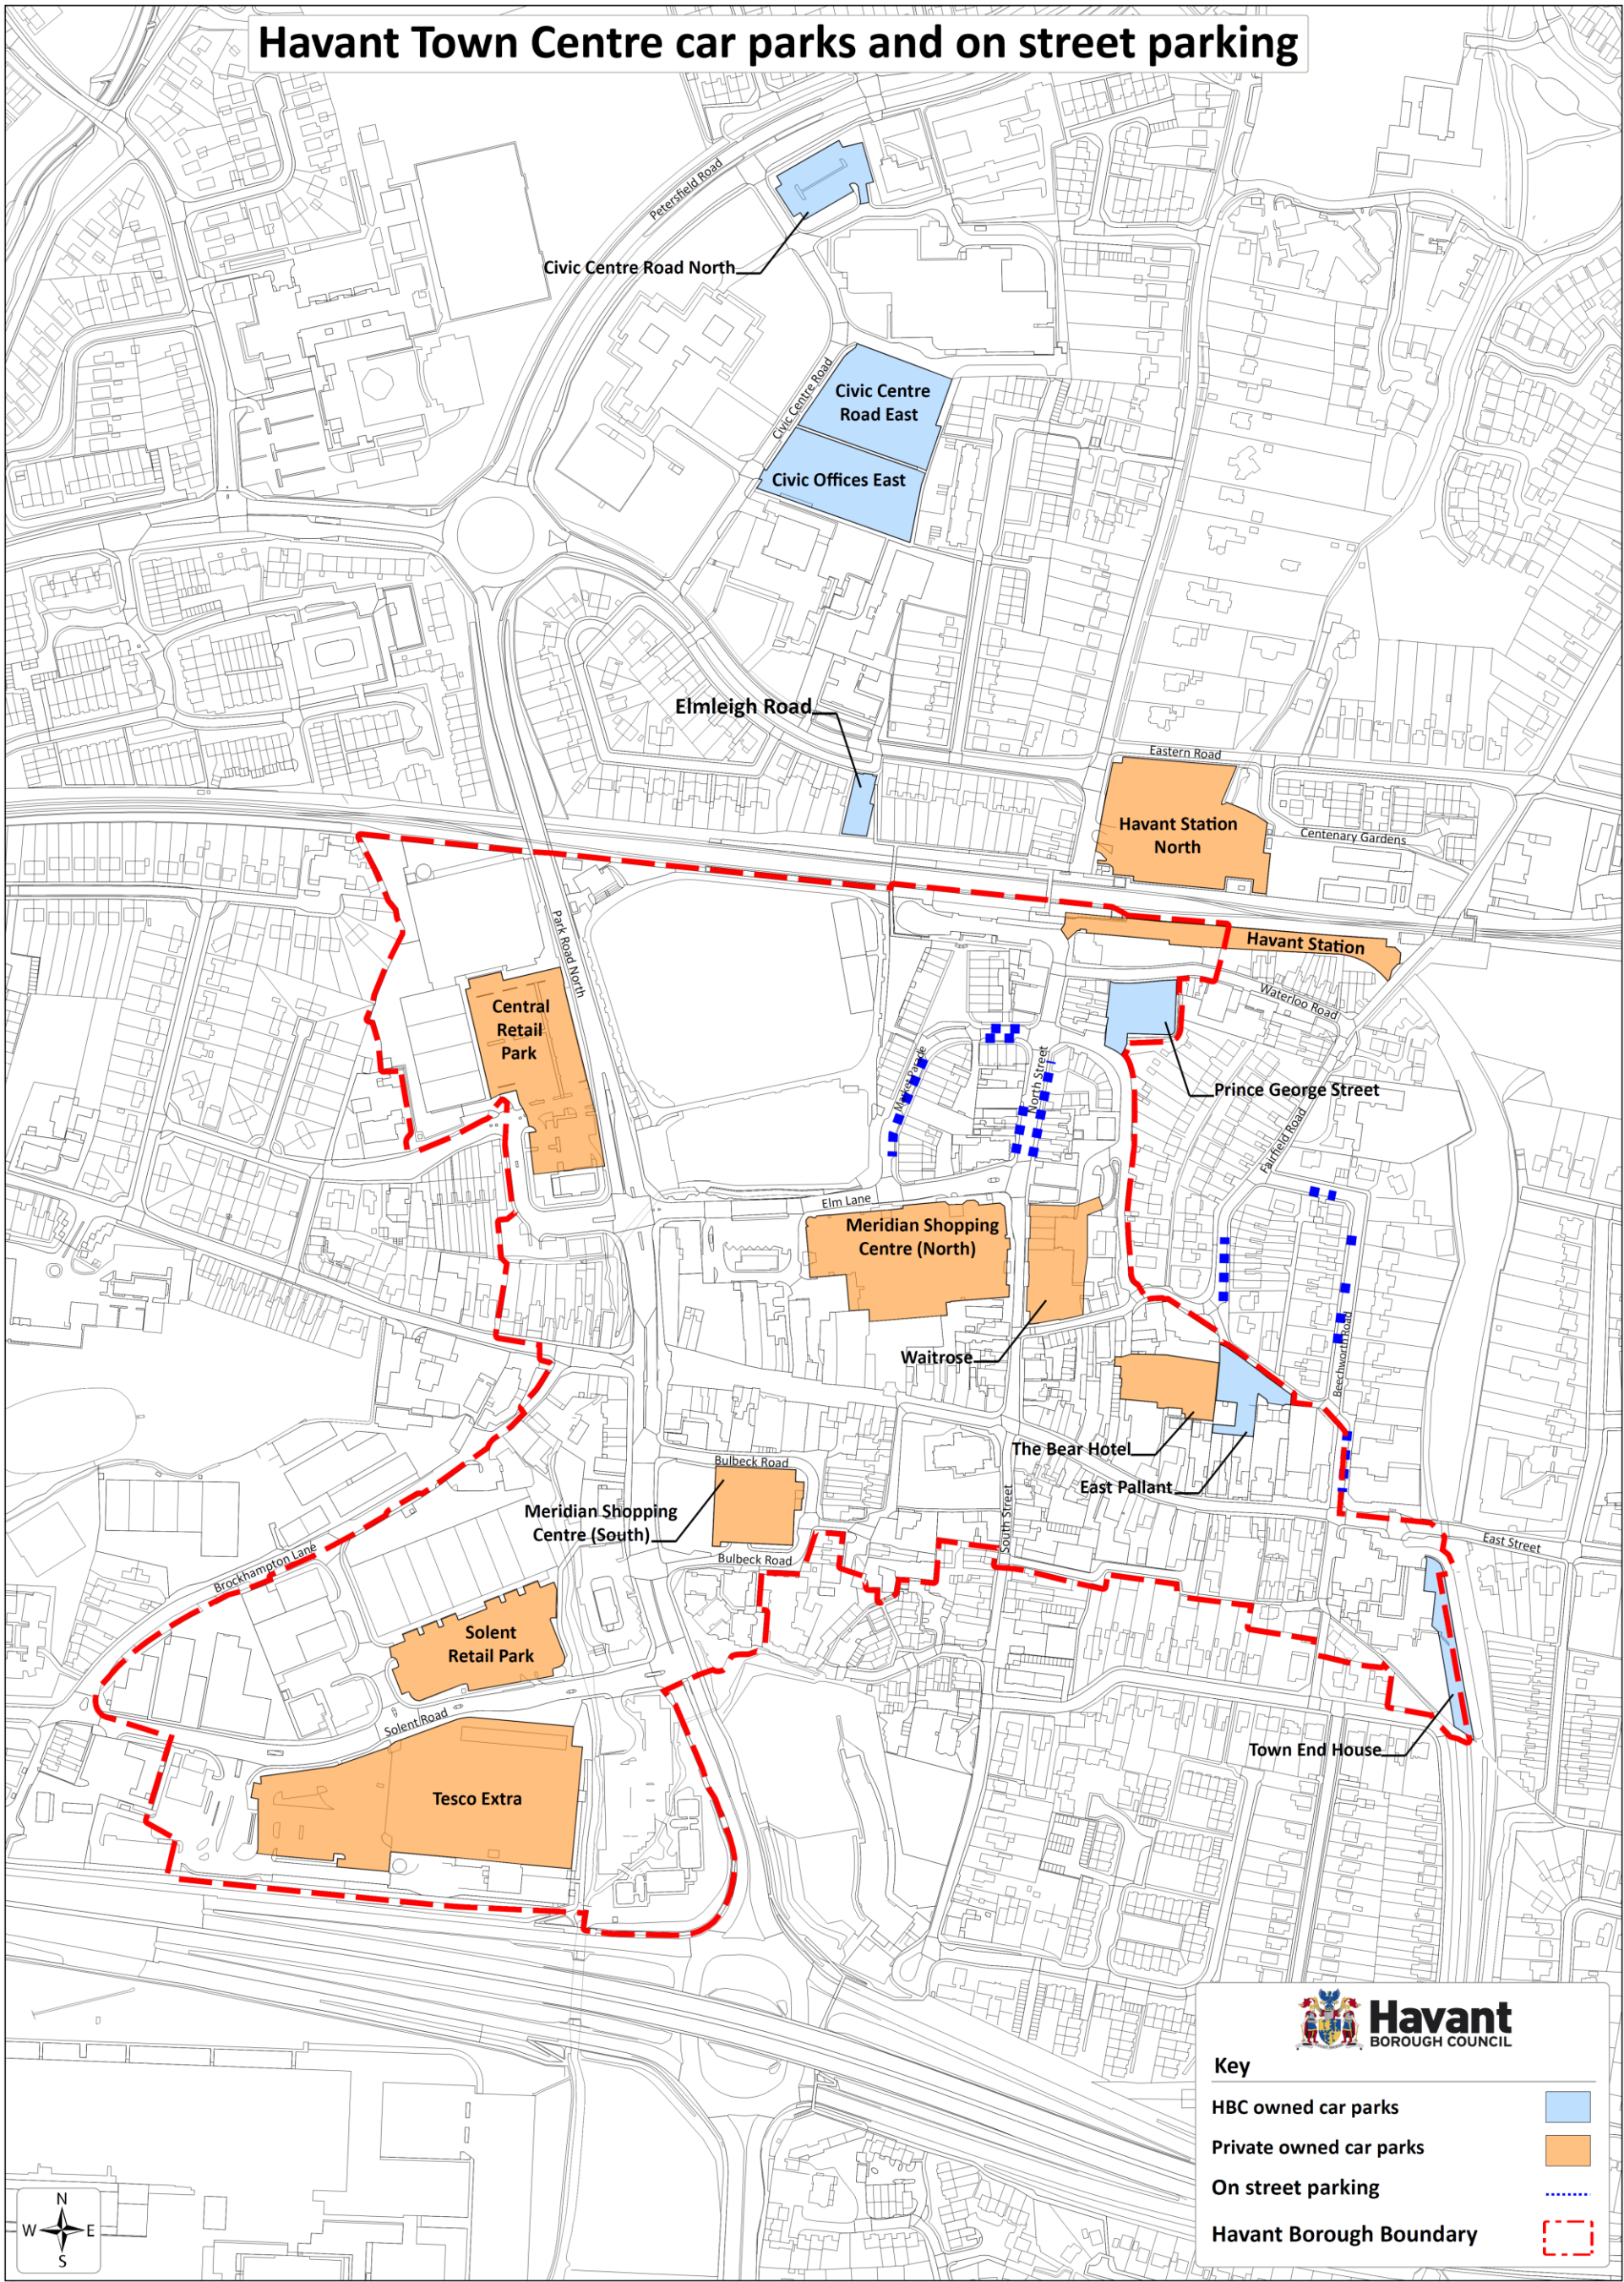 Havant Town Centre car parks and on street parking
Petersfield Road
Civic Centre Road North
Civic Centre Road
Civic Centre
Road East
Civic Offices East
Elmleigh Road
Eastern Road
Havant Station
North
Centenary Gardens
Park Road North
Havant Station
Waterloo Road
Central
Retail
Park
Market Parade
North Street
Prince George Street
Fairfield Road
Elm Lane
Meridian Shopping
Centre (North)
Waitrose
Beechworth Road
The Bear Hotel
East Pallant
Bulbeck Road
Meridian Shopping
Centre (South)
South Street
Bulbeck Road
East Street
Brockhampton Lane
Solent
Retail Park
Solent Road
Town End House
Tesco Extra
Havant
BOROUGH COUNCIL
Key
HBC owned car parks
Private owned car parks
On street parking
Havant Borough Boundary
N
W E
S